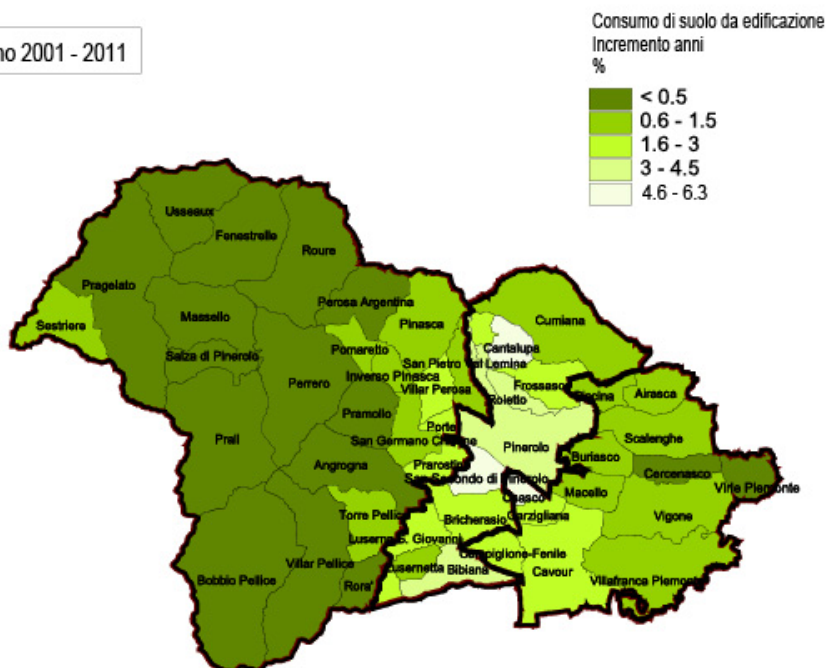 no 2001 - 2011
Consumo di suolo da edificazione
Incremento anni
%
< 0.5
0.6 - 1.5
1.6 - 3
3 - 4.5
4.6 - 6.3
Usseaux
Fenestrelle
Roure
Pragelato
Perosa Argentina
Massello
Sestriere
Pinasca
Cumiana
Pomaretto
Cantalupa
Salza di Pinerolo
San Pietro Val Lemina
Inverso Pinasca
Perrero
Villar Perosa
Frossasco
Roletto
Piscina
Airasca
Pramollo
Porte
Prali
San Germano Chisone
Pinerolo
Scalenghe
Angrogna
Prarostino
Buriasco
Cercenasco
San Secondo di Pinerolo
Virle Piemonte
Osasco
Macello
Torre Pellice
Bricherasio
Garzigliana
Vigone
Luserna S. Giovanni
Campiglione-Fenile
Villar Pellice
Lusernetta
Bibiana
Cavour
Bobbio Pellice
Rora'
Villafranca Piemonte